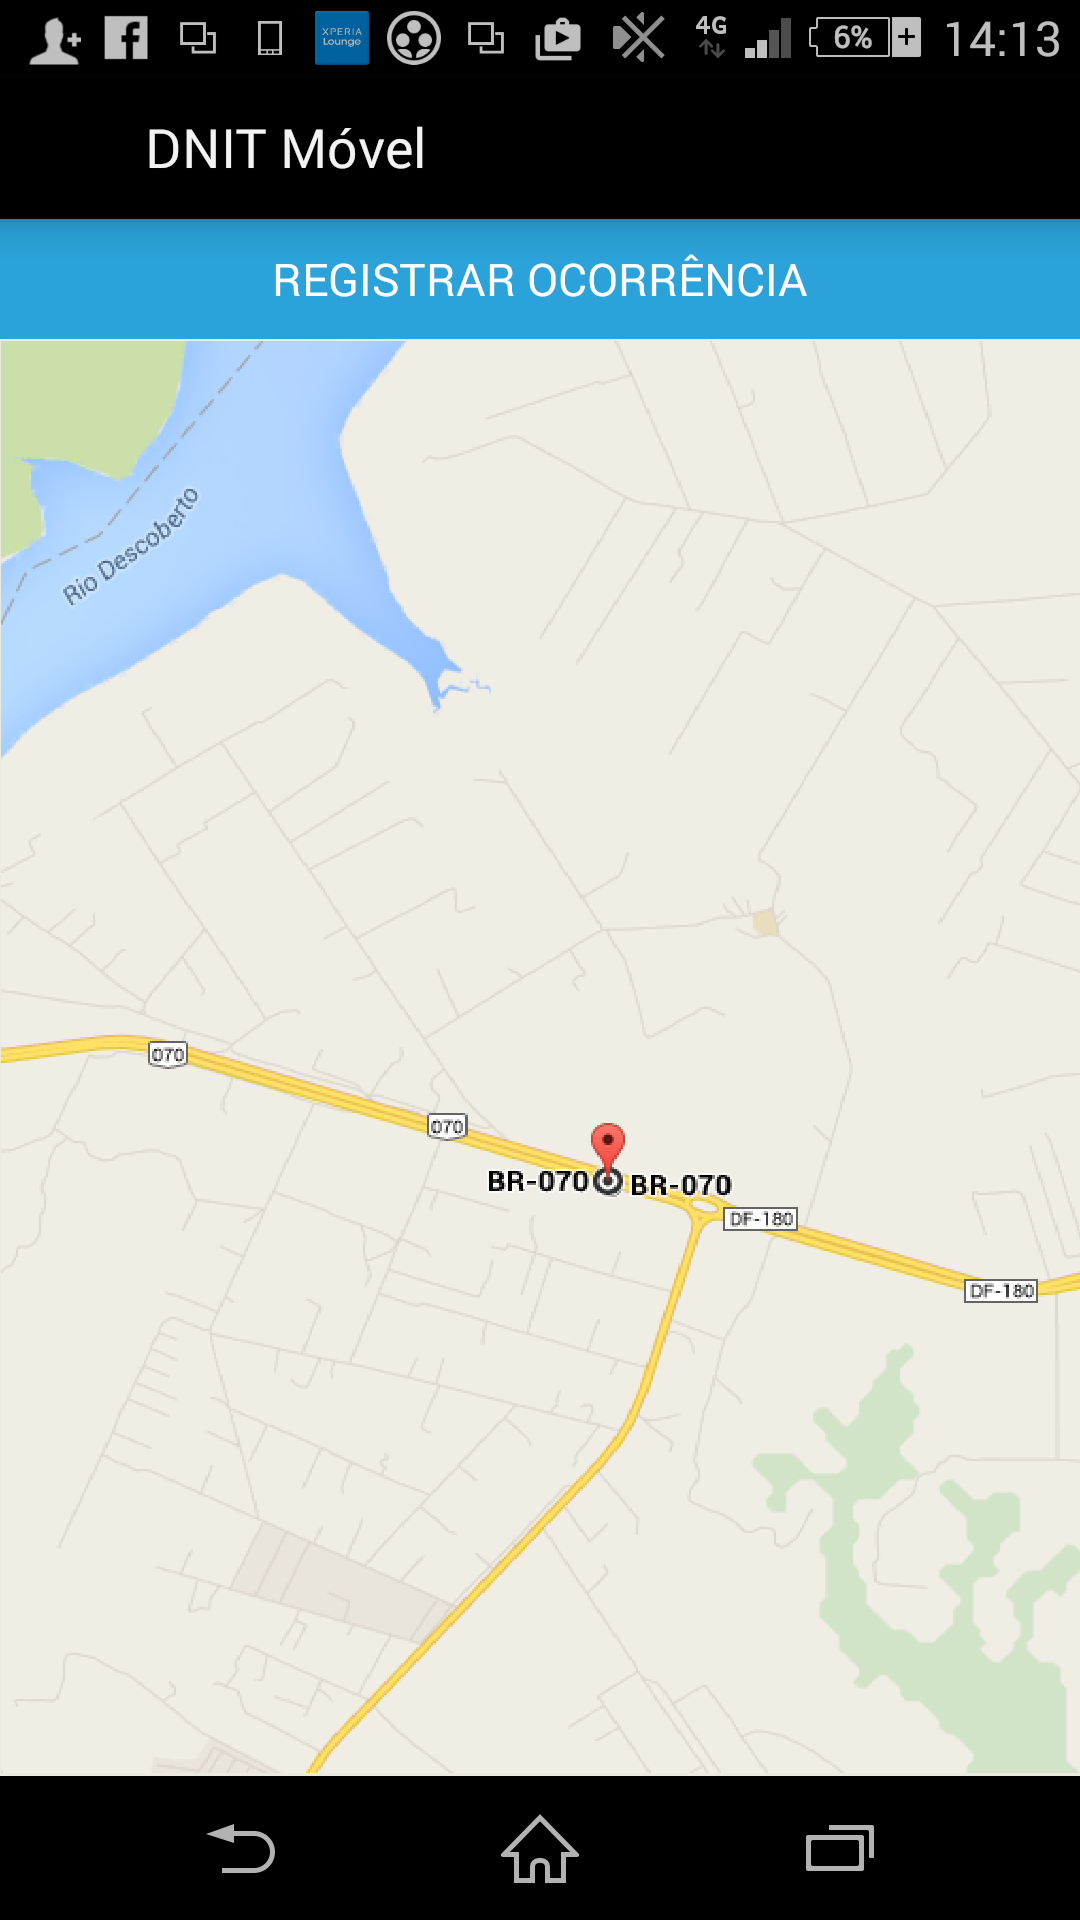 XPERIA
Lounge
4G
6%
14:13
DNIT Móvel
REGISTRAR OCORRÊNCIA
Rio Descoberto
070
070
BR-070
BR-070
DF-180
DF-180